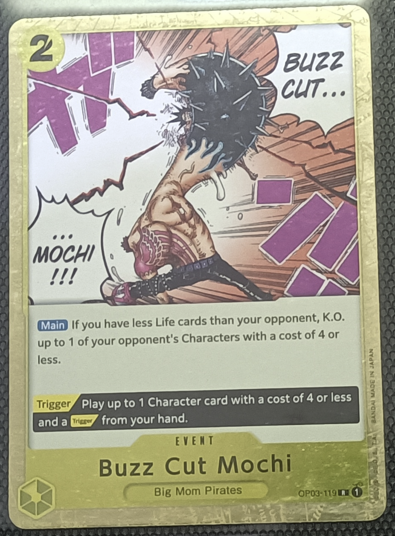 2
BUZZ
CUT...
...
MOCHI
!!!
Main If you have less Life cards than your opponent, K.O.
up to 1 of your opponent's Characters with a cost of 4 or
less.
Trigger Play up to 1 Character card with a cost of 4 or less
and a Trigger from your hand.
EVENT
Buzz Cut Mochi
Big Mom Pirates
OP03-119 R 1
BANDAI MADE IN JAPAN